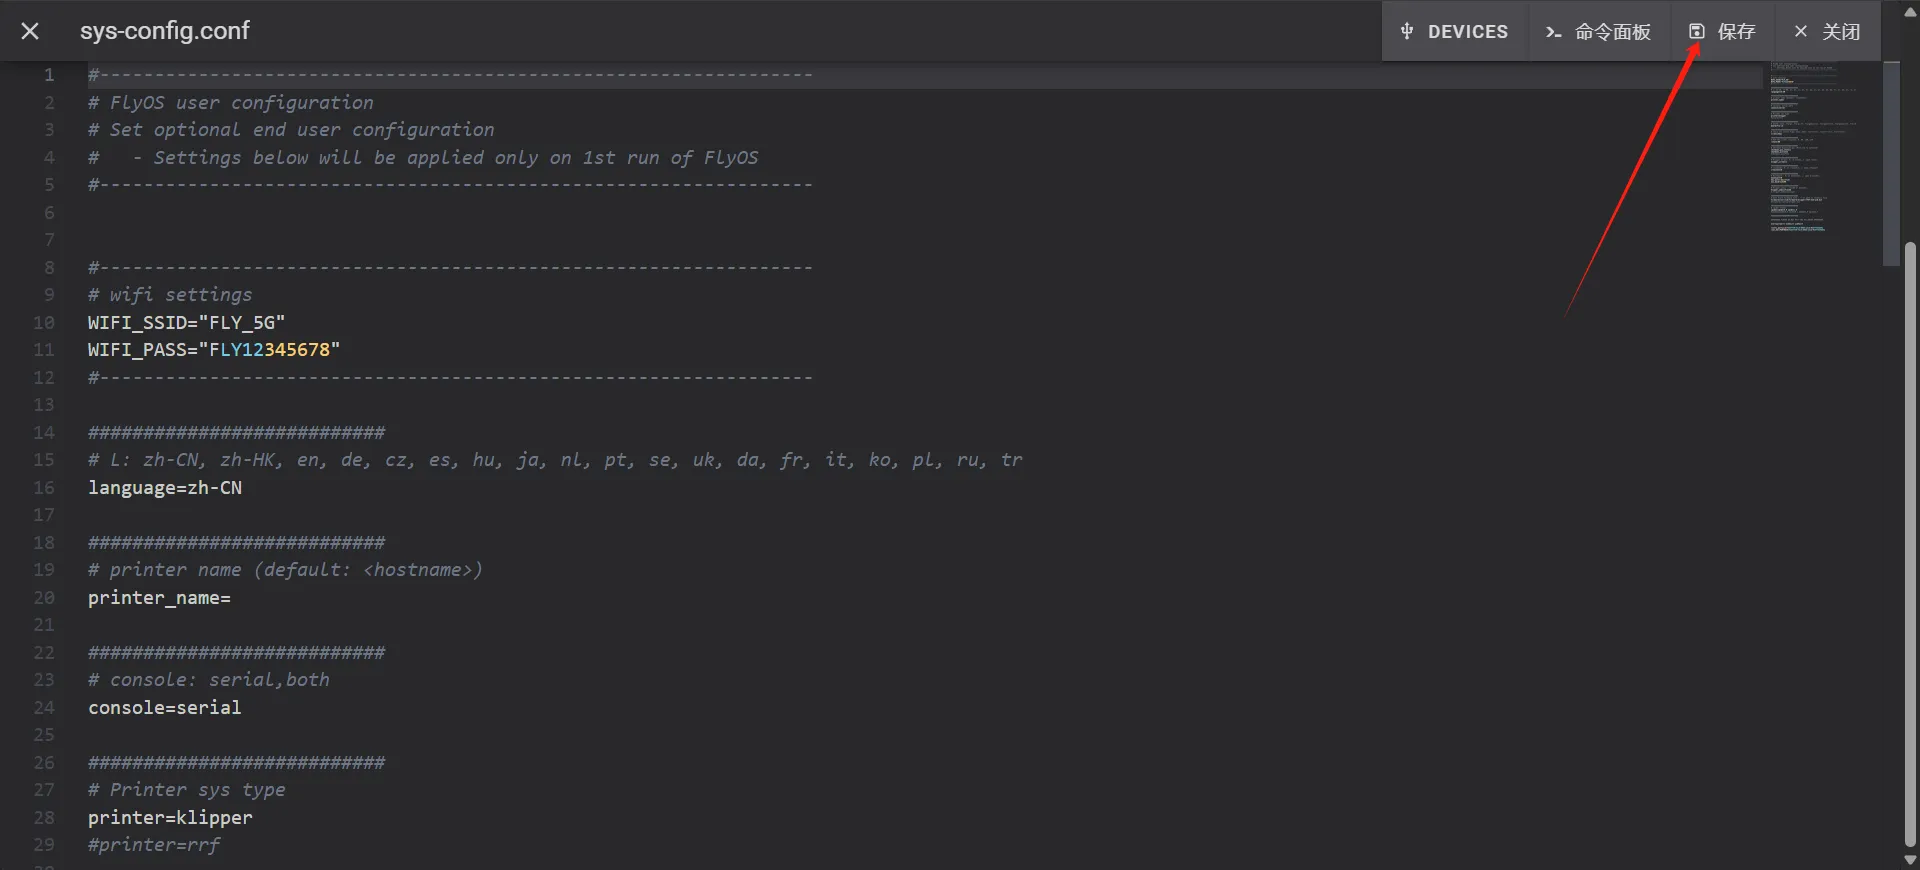 sys-config.conf
DEVICES
命令面板
保存
关闭
1 #-----------------------------------------------------------------
2 # FlyOS user configuration
3 # Set optional end user configuration
4 #   - Settings below will be applied only on 1st run of FlyOS
5 #-----------------------------------------------------------------
6
7
8 #-----------------------------------------------------------------
9 # wifi settings
10 WIFI_SSID="FLY_5G"
11 WIFI_PASS="FLY12345678"
12 #-----------------------------------------------------------------
13
14 ###########################
15 # L: zh-CN, zh-HK, en, de, cz, es, hu, ja, nl, pt, se, uk, da, fr, it, ko, pl, ru, tr
16 language=zh-CN
17
18 ###########################
19 # printer name (default: <hostname>)
20 printer_name=
21
22 ###########################
23 # console: serial,both
24 console=serial
25
26 ###########################
27 # Printer sys type
28 printer=klipper
29 #printer=rrf